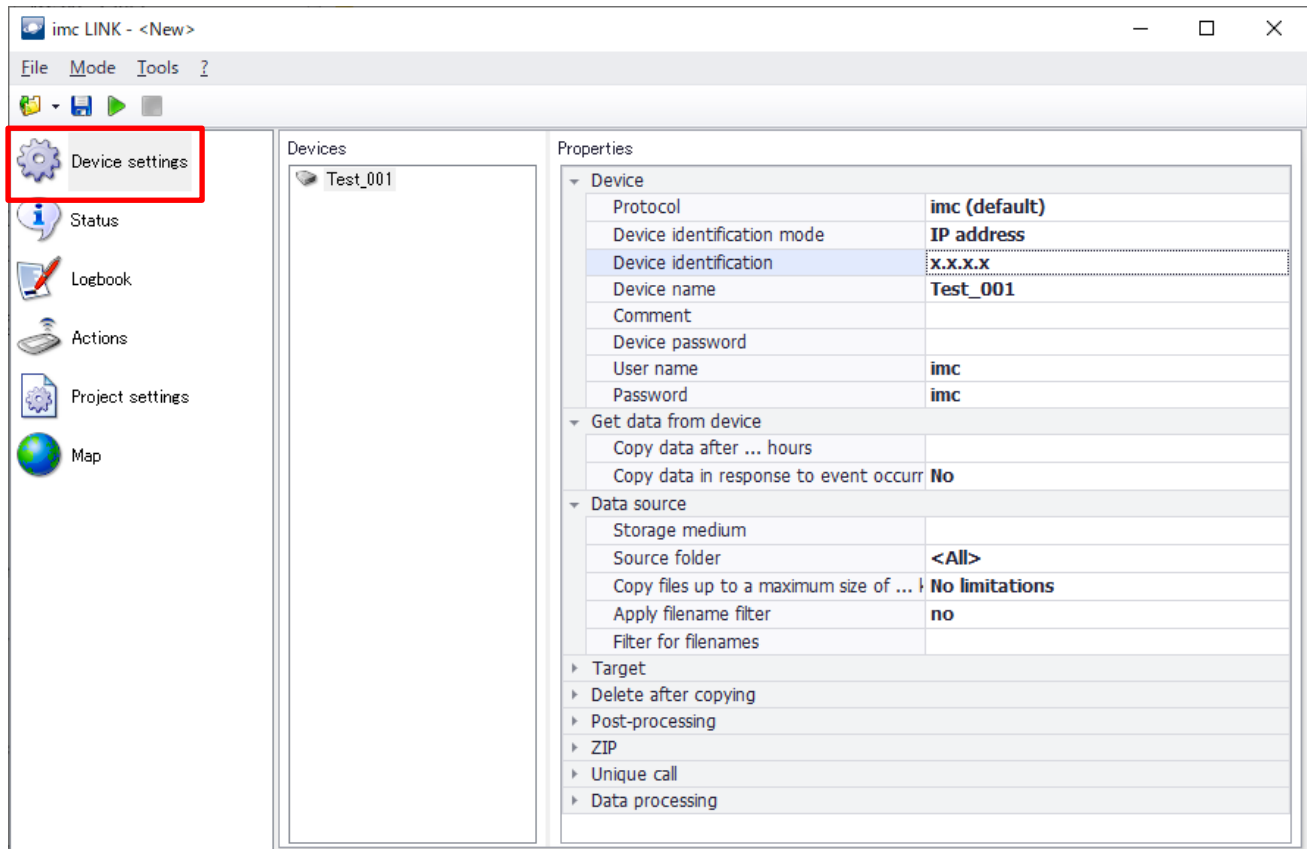 imc LINK - <New>
File Mode Tools ?
Device settings
Status
Logbook
Actions
Project settings
Map
Devices
Test_001
Properties
Device
Protocol imc (default)
Device identification mode IP address
Device identification x.x.x.x
Device name Test_001
Comment
Device password
User name imc
Password imc
Get data from device
Copy data after ... hours
Copy data in response to event occurr No
Data source
Storage medium
Source folder <All>
Copy files up to a maximum size of ... k No limitations
Apply filename filter no
Filter for filenames
Target
Delete after copying
Post-processing
ZIP
Unique call
Data processing